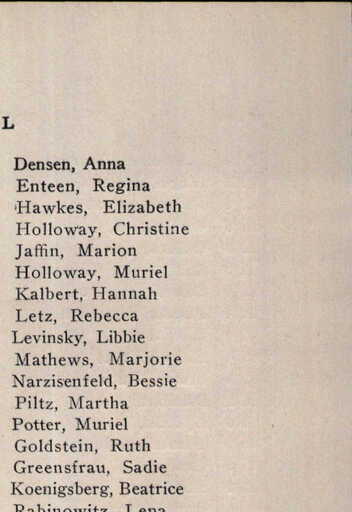 L
Densen, Anna
Enteen, Regina
Hawkes, Elizabeth
Holloway, Christine
Jaffin, Marion
Holloway, Muriel
Kalbert, Hannah
Letz, Rebecca
Levinsky, Libbie
Mathews, Marjorie
Narzisenfeld, Bessie
Piltz, Martha
Potter, Muriel
Goldstein, Ruth
Greensfrau, Sadie
Koenigsberg, Beatrice
Rabinowitz, Lena